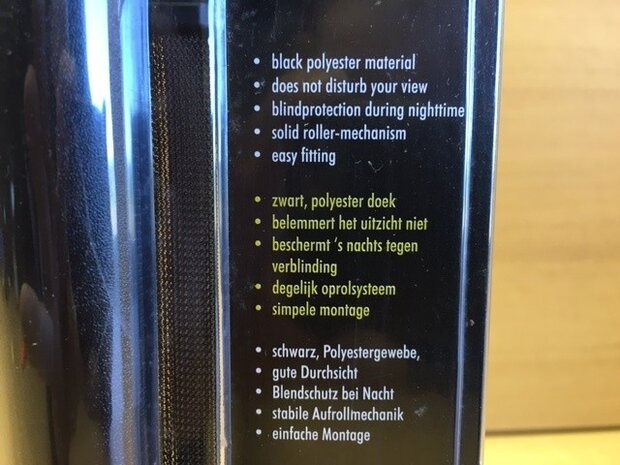 • black polyester material
• does not disturb your view
• blindprotection during nighttime
• solid roller-mechanism
• easy fitting
• zwart, polyester doek
• belemmert het uitzicht niet
• beschermt 's nachts tegen
verblinding
• degelijk oprolsysteem
• simpele montage
• schwarz, Polyestergewebe,
• gute Durchsicht
• Blendschutz bei Nacht
• stabile Aufrollmechanik
• einfache Montage